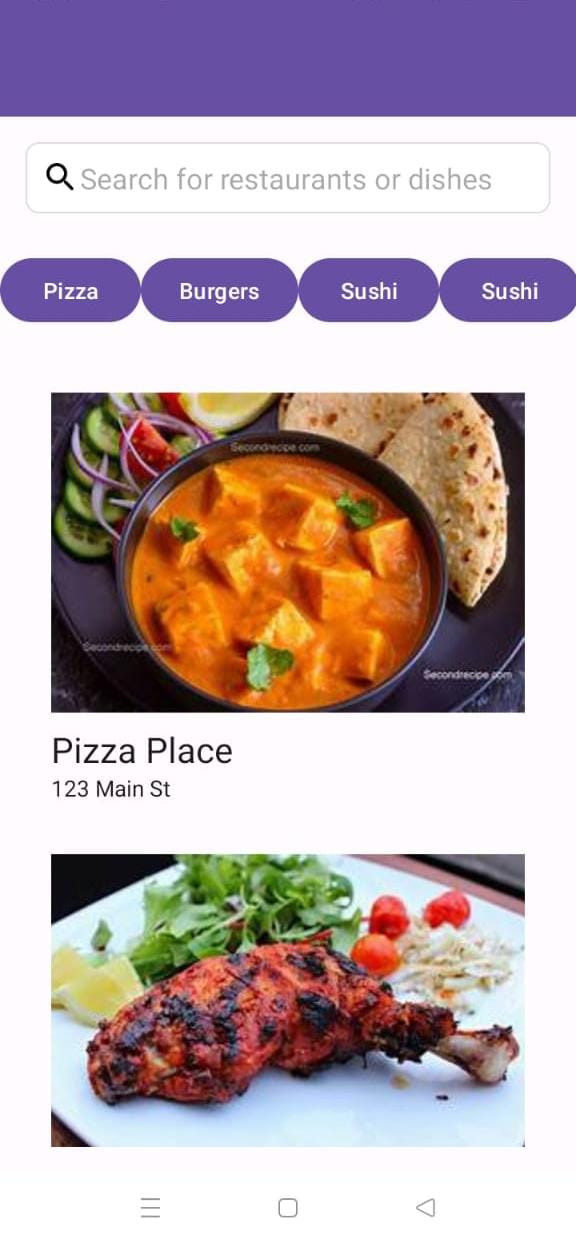 Search for restaurants or dishes
Pizza Burgers Sushi Sushi
Secondrecipe.com
Secondrecipe.com
Secondrecipe.com
Pizza Place
123 Main St